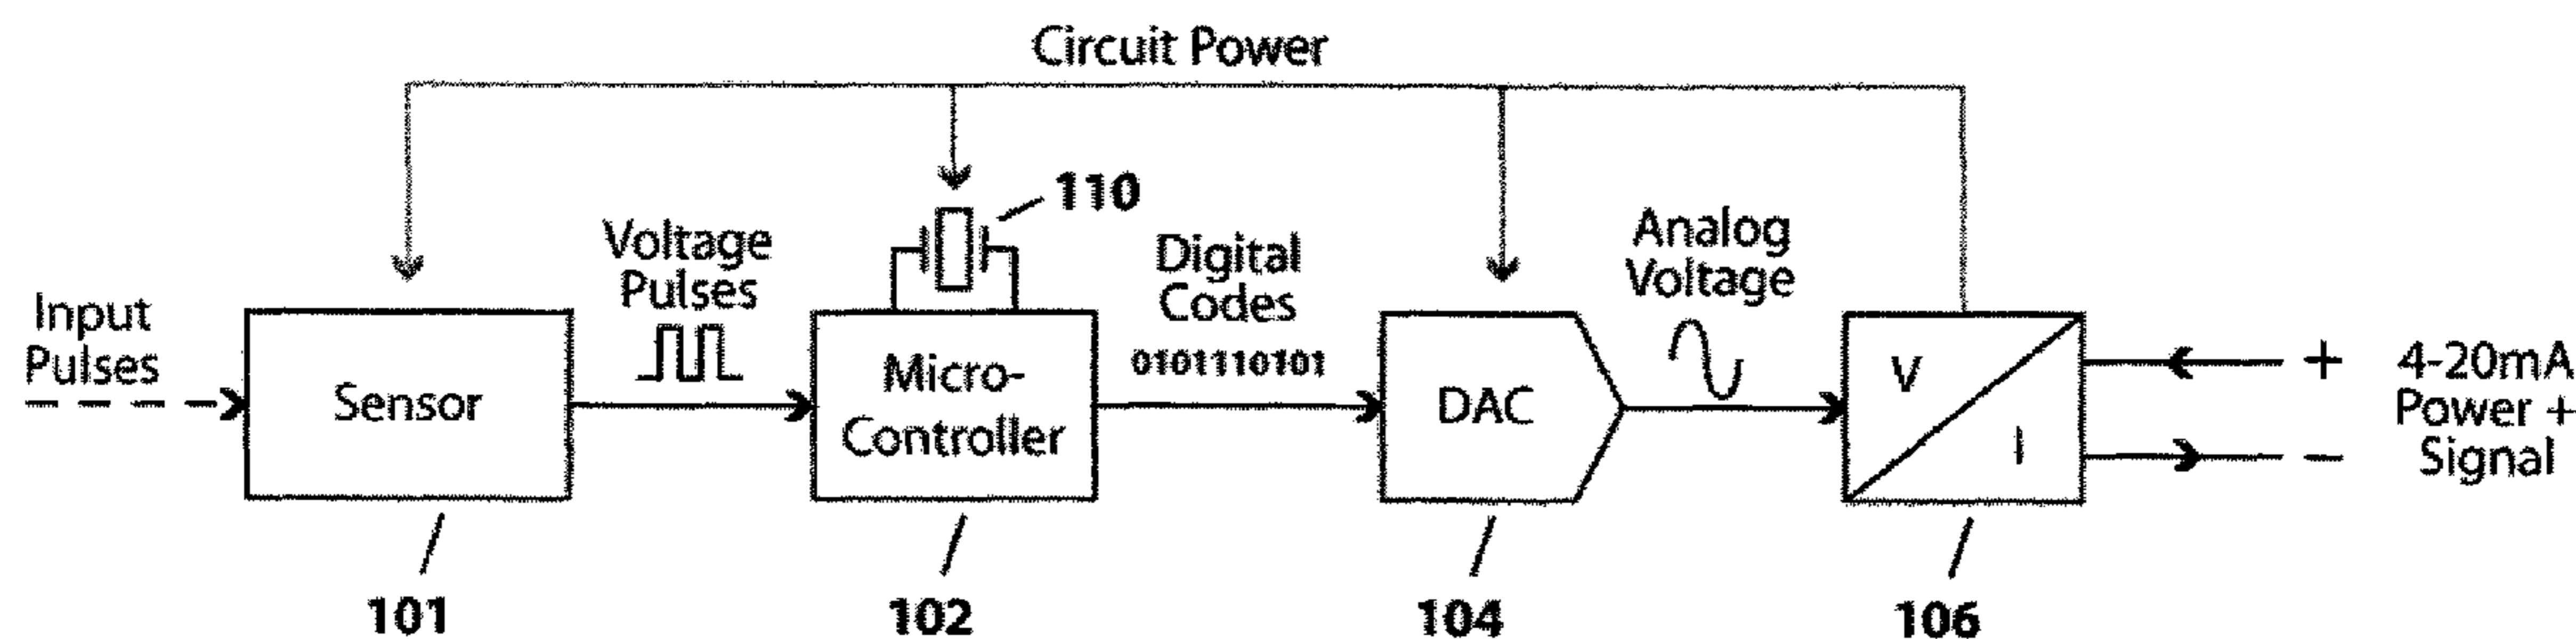 Circuit Power
110
Voltage
Pulses
Digital
Codes
0101110101
Analog
Voltage
Input
Pulses
Sensor
Micro-
Controller
DAC
V
I
+
−
4-20mA
Power +
Signal
101
102
104
106